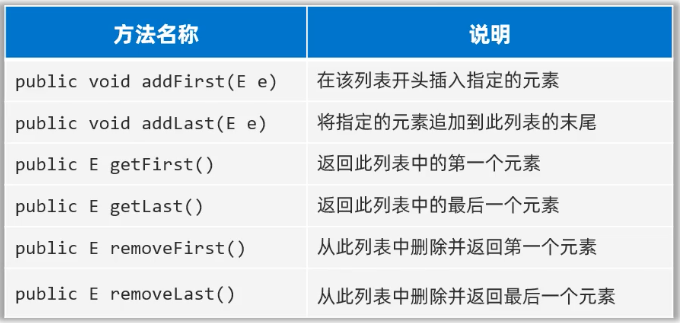 方法名称 说明
public void addFirst(E e) 在该列表开头插入指定的元素
public void addLast(E e) 将指定的元素追加到此列表的末尾
public E getFirst() 返回此列表中的第一个元素
public E getLast() 返回此列表中的最后一个元素
public E removeFirst() 从此列表中删除并返回第一个元素
public E removeLast() 从此列表中删除并返回最后一个元素